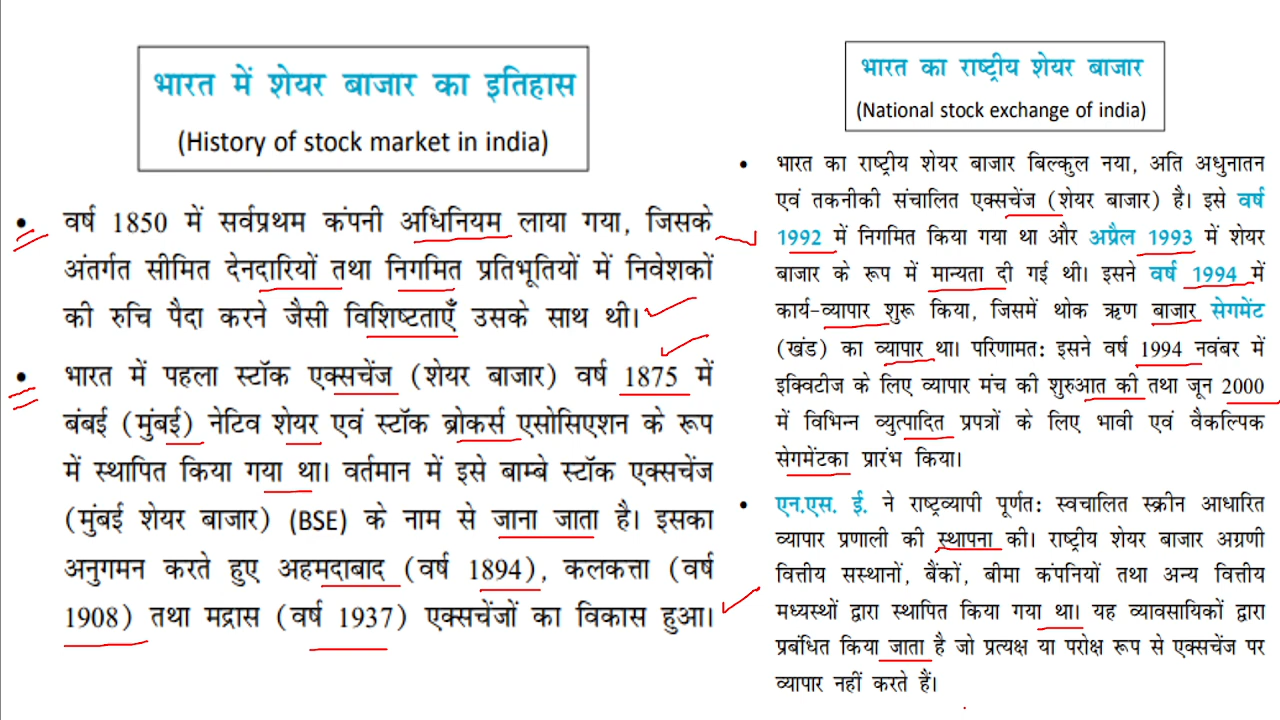 भारत में शेयर बाजार का इतिहास
(History of stock market in india)
• वर्ष 1850 में सर्वप्रथम कंपनी अधिनियम लाया गया, जिसके
अंतर्गत सीमित देनदारियों तथा निगमित प्रतिभूतियों में निवेशकों
की रुचि पैदा करने जैसी विशिष्टताएँ उसके साथ थी।
• भारत में पहला स्टॉक एक्सचेंज (शेयर बाजार) वर्ष 1875 में
बंबई (मुंबई) नेटिव शेयर एवं स्टॉक ब्रोकर्स एसोसिएशन के रूप
में स्थापित किया गया था। वर्तमान में इसे बाम्बे स्टॉक एक्सचेंज
(मुंबई शेयर बाजार) (BSE) के नाम से जाना जाता है। इसका
अनुगमन करते हुए अहमदाबाद (वर्ष 1894), कलकत्ता (वर्ष
1908) तथा मद्रास (वर्ष 1937) एक्सचेंजों का विकास हुआ।
भारत का राष्ट्रीय शेयर बाजार
(National stock exchange of india)
• भारत का राष्ट्रीय शेयर बाजार बिल्कुल नया, अति अधुनातन
एवं तकनीकी संचालित एक्सचेंज (शेयर बाजार) है। इसे वर्ष
1992 में निगमित किया गया था और अप्रैल 1993 में शेयर
बाजार के रूप में मान्यता दी गई थी। इसने वर्ष 1994 में
कार्य-व्यापार शुरू किया, जिसमें थोक ऋण बाजार सेगमेंट
(खंड) का व्यापार था। परिणामत: इसने वर्ष 1994 नवंबर में
इक्विटीज के लिए व्यापार मंच की शुरुआत की तथा जून 2000
में विभिन्न व्युत्पादित प्रपत्रों के लिए भावी एवं वैकल्पिक
सेगमेंटका प्रारंभ किया।
• एन.एस. ई. ने राष्ट्रव्यापी पूर्णत: स्वचालित स्क्रीन आधारित
व्यापार प्रणाली की स्थापना की। राष्ट्रीय शेयर बाजार अग्रणी
वित्तीय सस्थानों, बैंकों, बीमा कंपनियों तथा अन्य वित्तीय
मध्यस्थों द्वारा स्थापित किया गया था। यह व्यावसायिकों द्वारा
प्रबंधित किया जाता है जो प्रत्यक्ष या परोक्ष रूप से एक्सचेंज पर
व्यापार नहीं करते हैं।